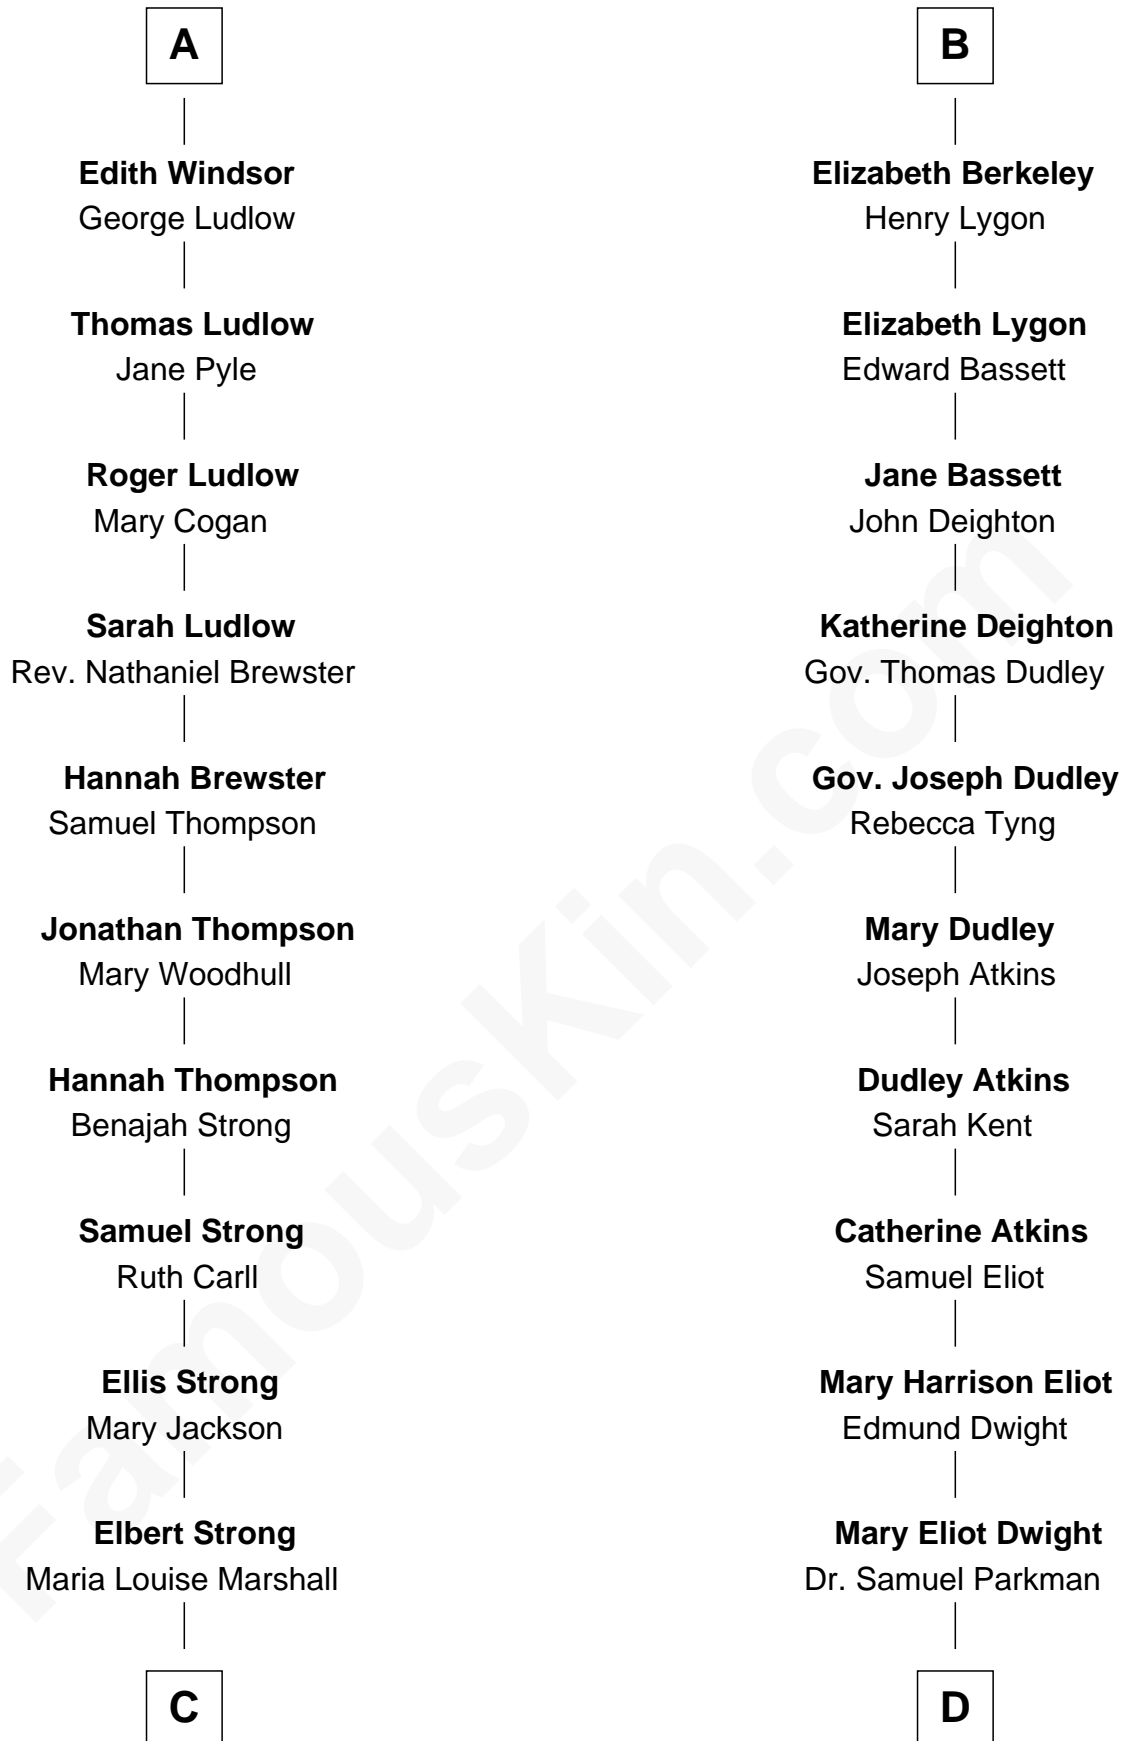 A
Edith Windsor
George Ludlow
Thomas Ludlow
Jane Pyle
Roger Ludlow
Mary Cogan
Sarah Ludlow
Rev. Nathaniel Brewster
Hannah Brewster
Samuel Thompson
Jonathan Thompson
Mary Woodhull
Hannah Thompson
Benajah Strong
Samuel Strong
Ruth Carll
Ellis Strong
Mary Jackson
Elbert Strong
Maria Louise Marshall
C
B
Elizabeth Berkeley
Henry Lygon
Elizabeth Lygon
Edward Bassett
Jane Bassett
John Deighton
Katherine Deighton
Gov. Thomas Dudley
Gov. Joseph Dudley
Rebecca Tyng
Mary Dudley
Joseph Atkins
Dudley Atkins
Sarah Kent
Catherine Atkins
Samuel Eliot
Mary Harrison Eliot
Edmund Dwight
Mary Eliot Dwight
Dr. Samuel Parkman
D
FamousKin.com